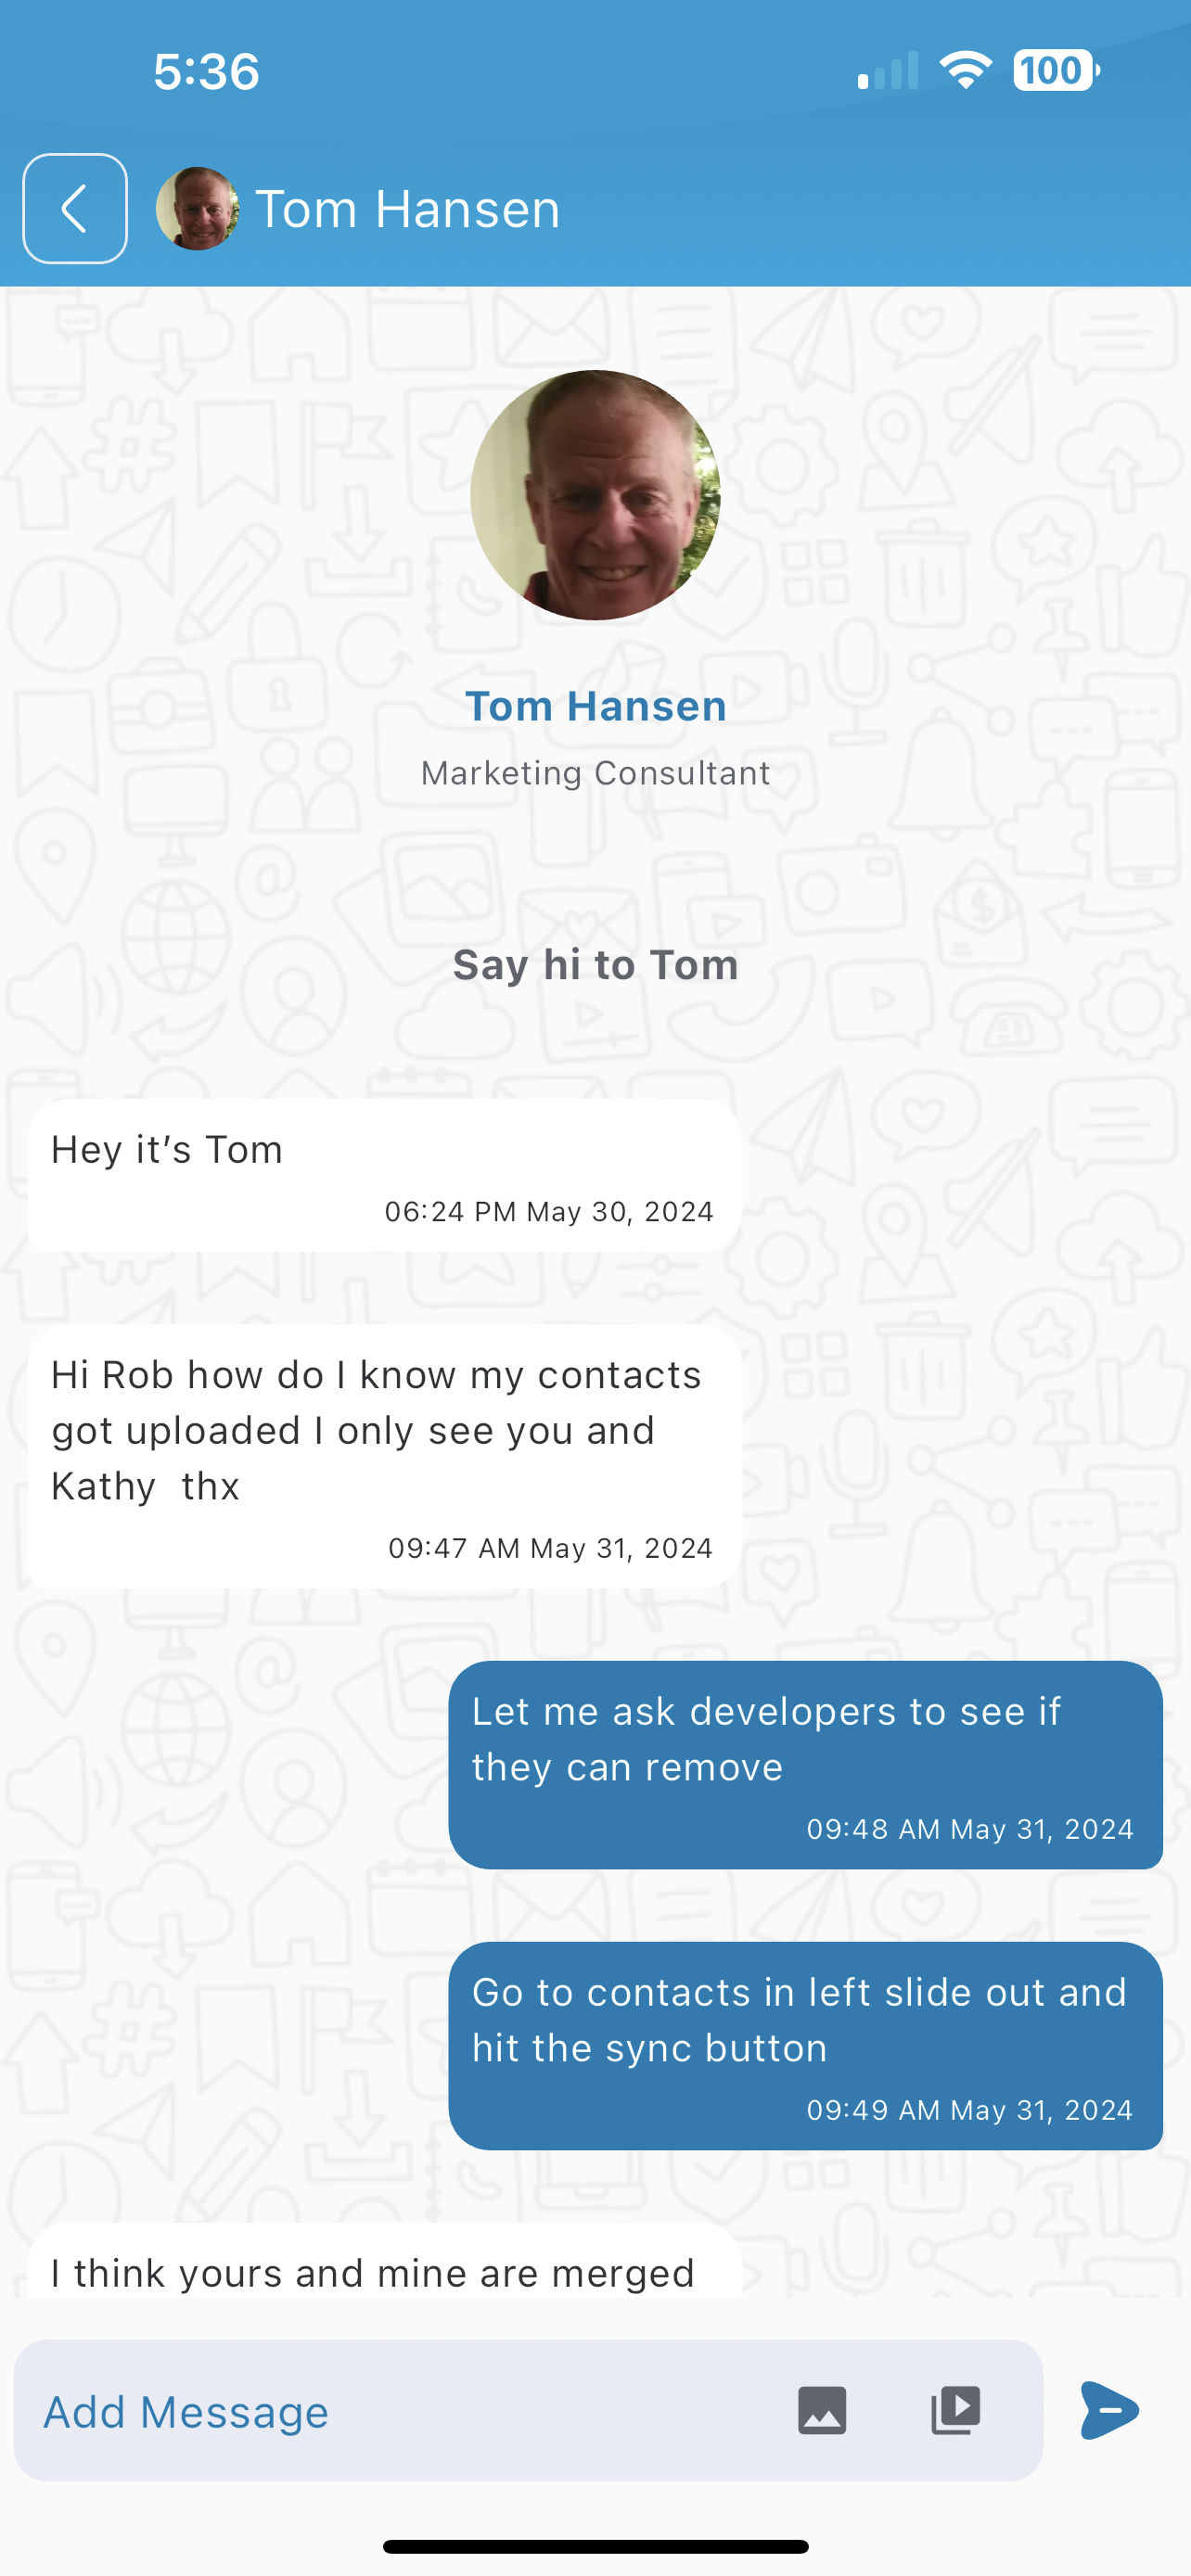 5:36
100
Tom Hansen
Tom Hansen
Marketing Consultant
Say hi to Tom
Hey it’s Tom
06:24 PM May 30, 2024
Hi Rob how do I know my contacts
got uploaded I only see you and
Kathy  thx
09:47 AM May 31, 2024
Let me ask developers to see if
they can remove
09:48 AM May 31, 2024
Go to contacts in left slide out and
hit the sync button
09:49 AM May 31, 2024
I think yours and mine are merged
Add Message